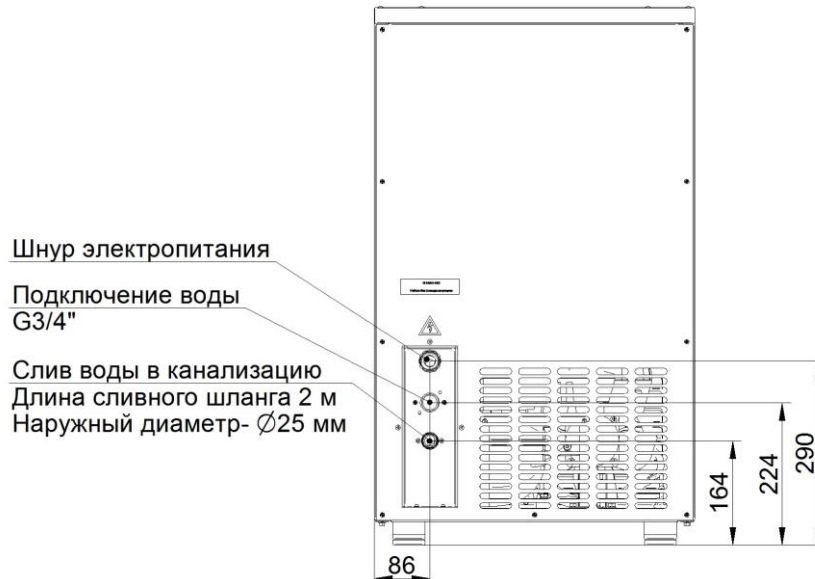 Шнур электропитания
Подключение воды
G3/4"
Слив воды в канализацию
Длина сливного шланга 2 м
Наружный диаметр- ∅25 мм
164
224
290
86